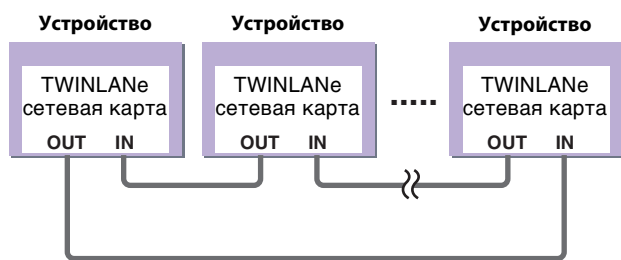 Устройство Устройство Устройство
TWINLANe TWINLANe TWINLANe
сетевая карта сетевая карта ..... сетевая карта
OUT IN OUT IN OUT IN